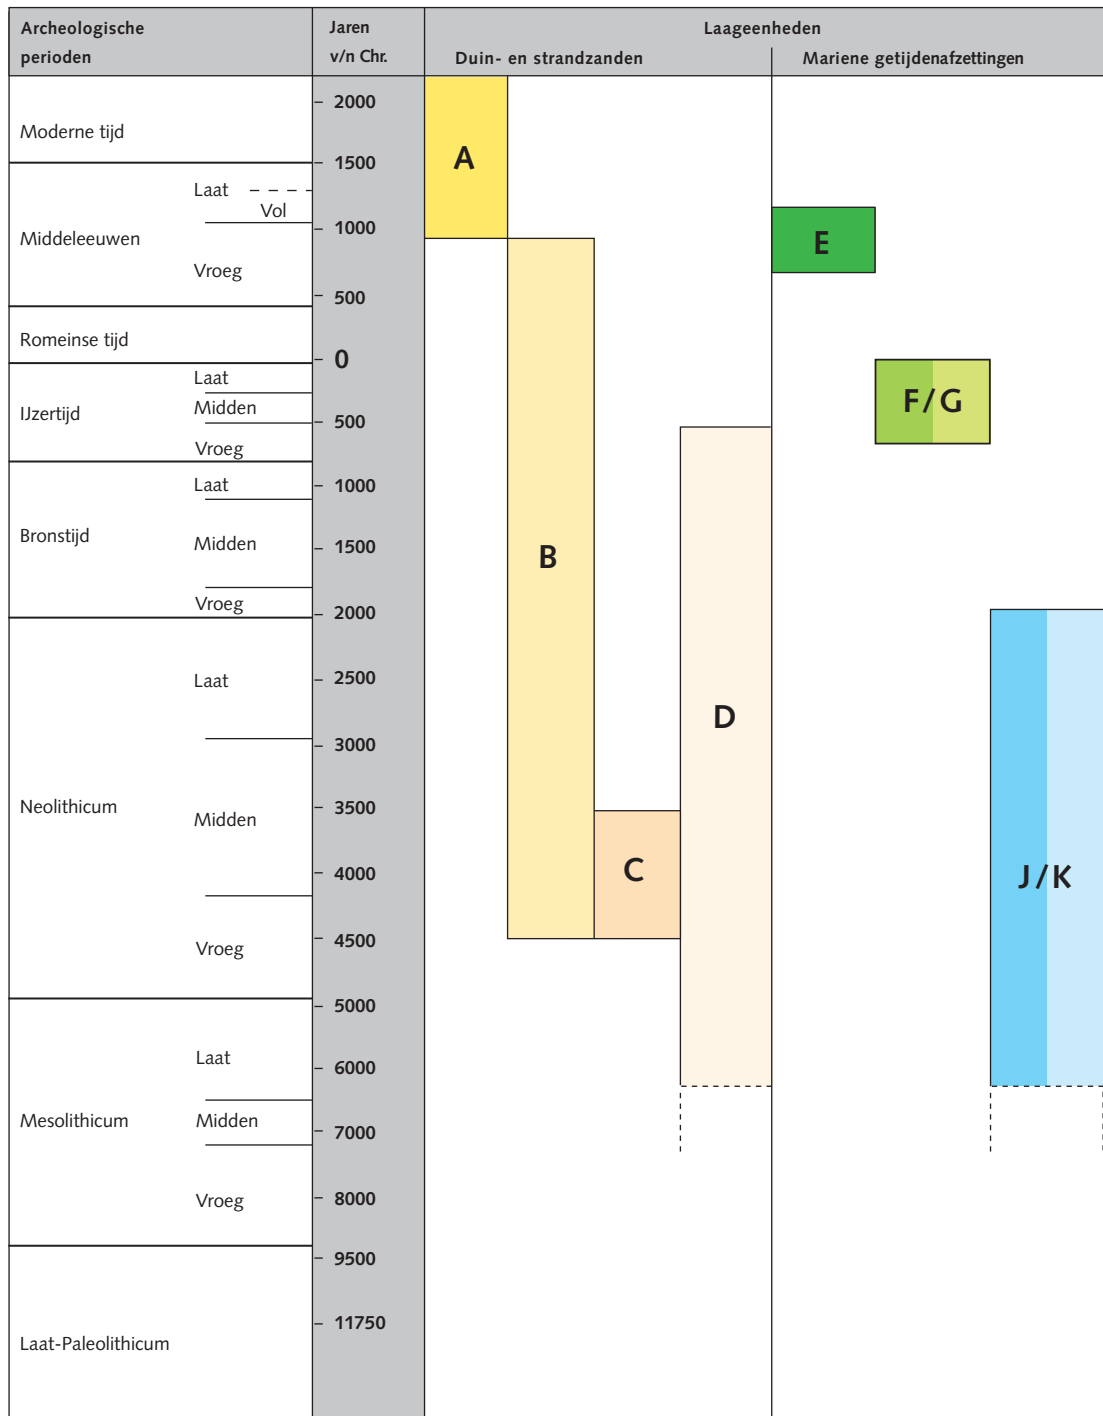 Archeologische perioden
Jaren v/n Chr.
Laageenheden
Duin- en strandzanden
Mariene getijdenafzettingen
2000
Moderne tijd
1500
Laat
Vol
1000
Middeleeuwen
Vroeg
500
Romeinse tijd
0
Laat
IJzertijd
Midden
500
Vroeg
Laat
1000
Bronstijd
Midden
1500
Vroeg
2000
Laat
2500
3000
Neolithicum
Midden
3500
4000
4500
Vroeg
5000
Laat
6000
Mesolithicum
Midden
7000
Vroeg
8000
9500
11750
Laat-Paleolithicum
A
B
C
D
E
F/G
J/K